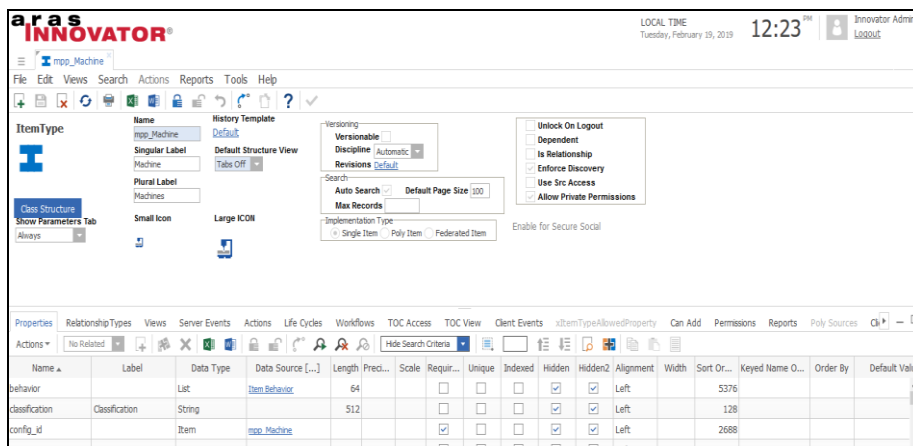 aras
INNOVATOR®
LOCAL TIME
Tuesday, February 19, 2019
12:23 PM
Innovator Admi
Logout
mpp_Machine
File Edit Views Search Actions Reports Tools Help
ItemType
Name
mpp_Machine
History Template
Default
Singular Label
Machine
Default Structure View
Tabs Off
Plural Label
Machines
Class Structure
Show Parameters Tab
Always
Small Icon
Large ICON
Versioning
Versionable
Discipline Automatic
Revisions Default
Search
Auto Search Default Page Size 100
Max Records
Implementation Type
Single Item Poly Item Federated Item
Unlock On Logout
Dependent
Is Relationship
Enforce Discovery
Use Src Access
Allow Private Permissions
Enable for Secure Social
Properties RelationshipTypes Views Server Events Actions Life Cycles Workflows TOC Access TOC View Client Events xItemTypeAllowedProperty Can Add Permissions Reports Poly Sources Cli
Actions No Related Hide Search Criteria
Name Label Data Type Data Source [...] Length Preci... Scale Requir... Unique Indexed Hidden Hidden2 Alignment Width Sort Or... Keyed Name O... Order By Default Valu
behavior List Item Behavior 64 Left 5376
classification Classification String 512 Left 128
config_id Item mpp_Machine Left 2688